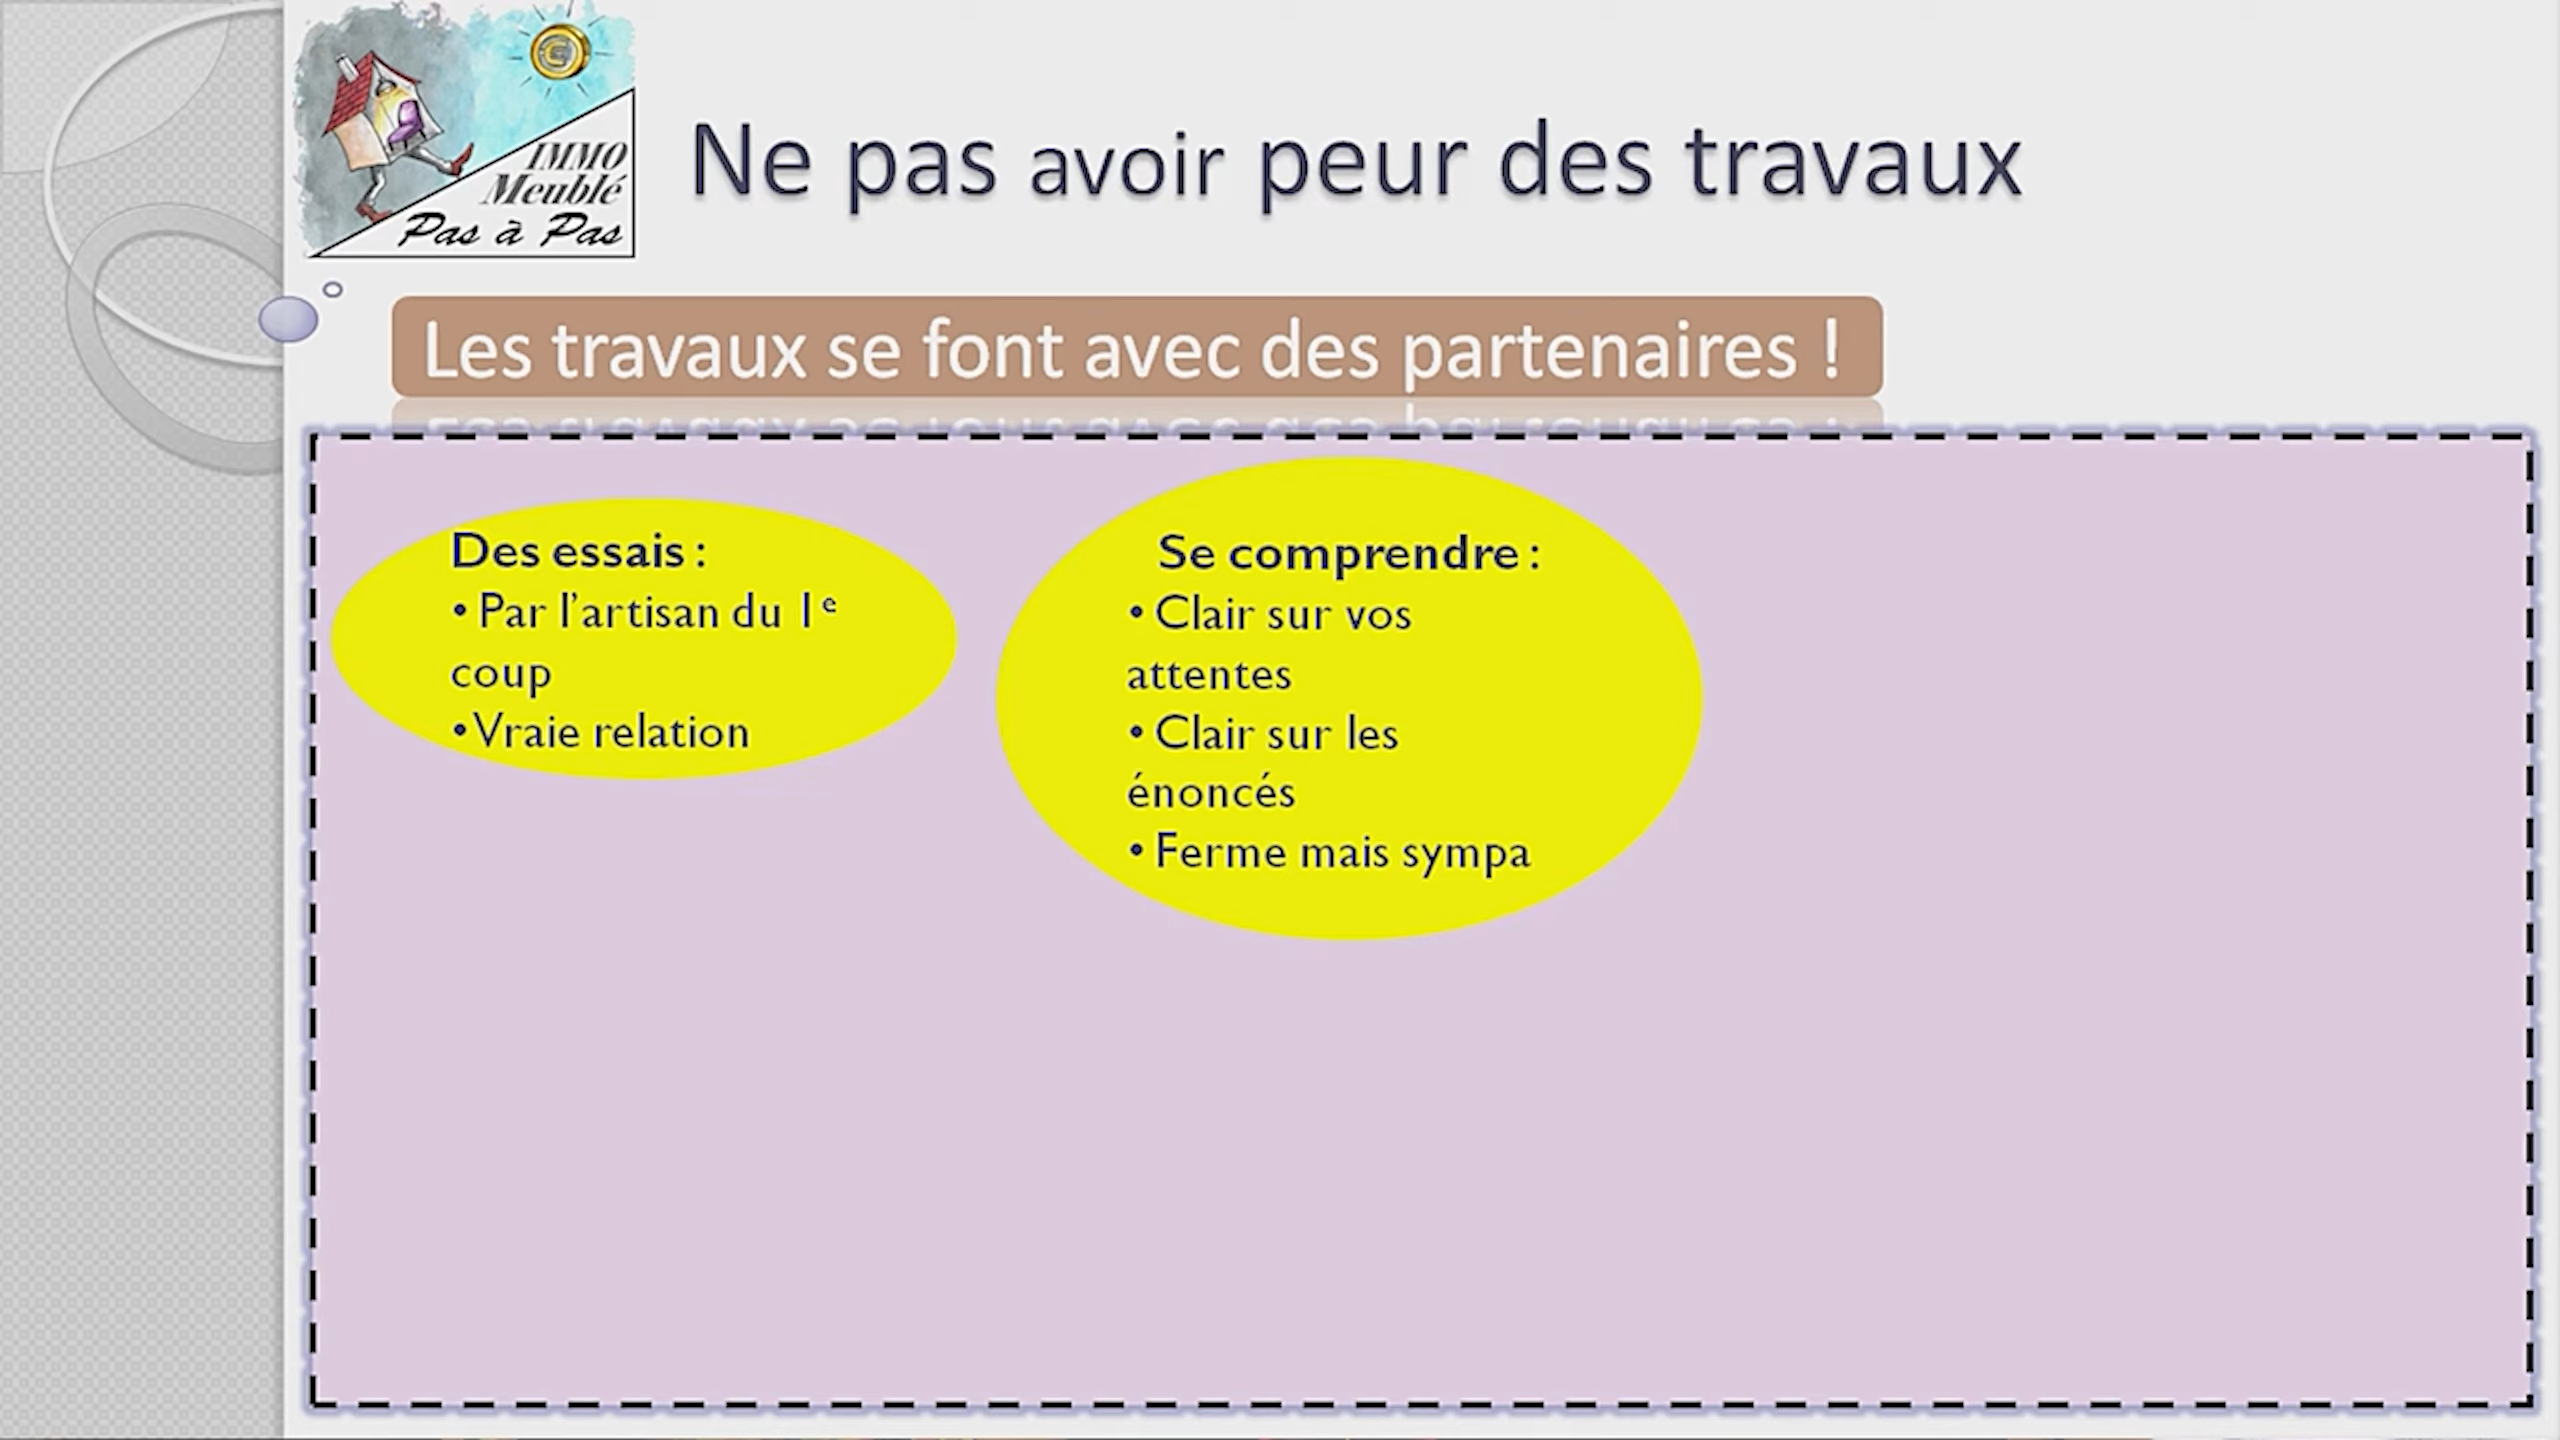 IMMO
Meublé
Pas à Pas
Ne pas avoir peur des travaux
Les travaux se font avec des partenaires !
Des essais :
• Par l'artisan du 1e
coup
• Vraie relation
Se comprendre :
• Clair sur vos
attentes
• Clair sur les
énoncés
• Ferme mais sympa